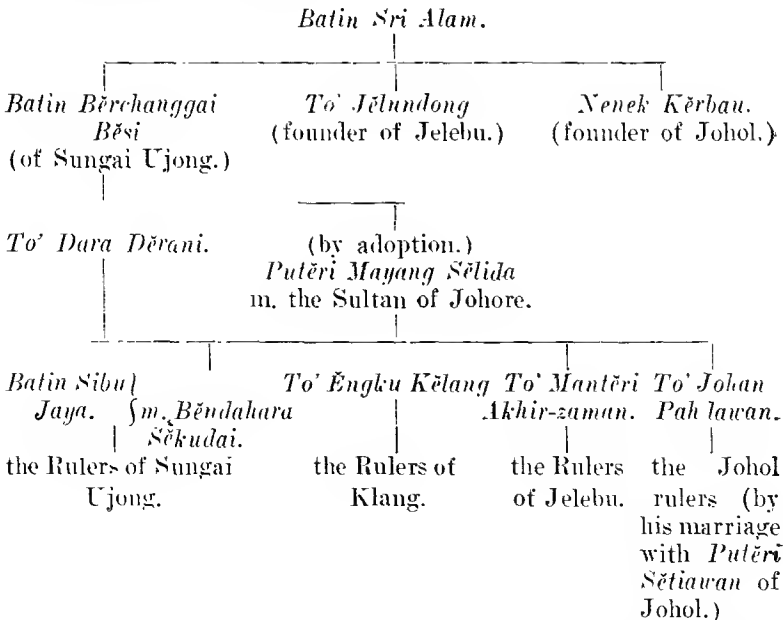 Batin Sri Alam.
Batin Bĕrchanggai To' Jĕlundong Nenek Kĕrbau.
Bĕsi (founder of Jelebu.) (founder of Johol.)
(of Sungai Ujong.)
To' Dara Dĕrani. (by adoption.)
Putĕri Mayang Sĕlida
m. the Sultan of Johore.
Batin Sibu To' Ĕngku Kĕlang To' Mantĕri To' Johan
Jaya. m. Bĕndahara Akhir-zaman. Pahlawan.
Sĕkudai.
the Rulers of Sungai the Rulers of the Rulers the Johol
Ujong. Klang. of Jelebu. rulers (by
his marriage
with Putĕri
Sĕtiawan of
Johol.)